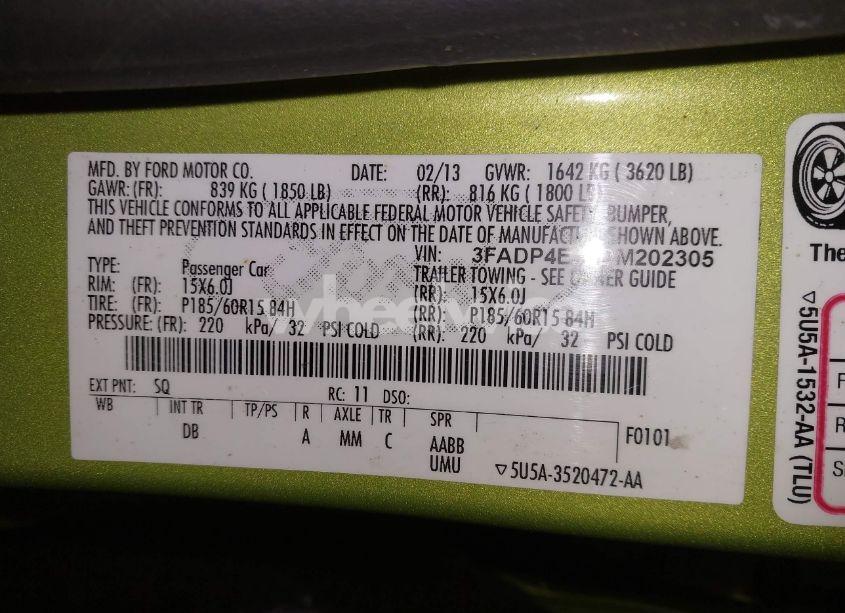 MFD. BY FORD MOTOR CO. DATE: 02/13 GVWR: 1642 KG ( 3620 LB)
GAWR: (FR): 839 KG ( 1850 LB) (RR): 816 KG ( 1800 LB)
THIS VEHICLE CONFORMS TO ALL APPLICABLE FEDERAL MOTOR VEHICLE SAFETY, BUMPER,
AND THEFT PREVENTION STANDARDS IN EFFECT ON THE DATE OF MANUFACTURE SHOWN ABOVE.
VIN: 3FADP4E M202305
TYPE: Passenger Car TRAILER TOWING - SEE OWNER GUIDE
RIM: (FR): 15X6.0J (RR): 15X6.0J
TIRE: (FR): P185/60R15 84H (RR): P185/60R15 84H
PRESSURE: (FR): 220 kPa/ 32 PSI COLD (RR): 220 kPa/ 32 PSI COLD
EXT PNT: SQ RC: 11 DSO:
WB INT TR TP/PS R AXLE TR SPR
DB A MM C AABB F0101
UMU ▽5U5A-3520472-AA
The
▽5U5A-1532-AA (TLU)
F
R
S